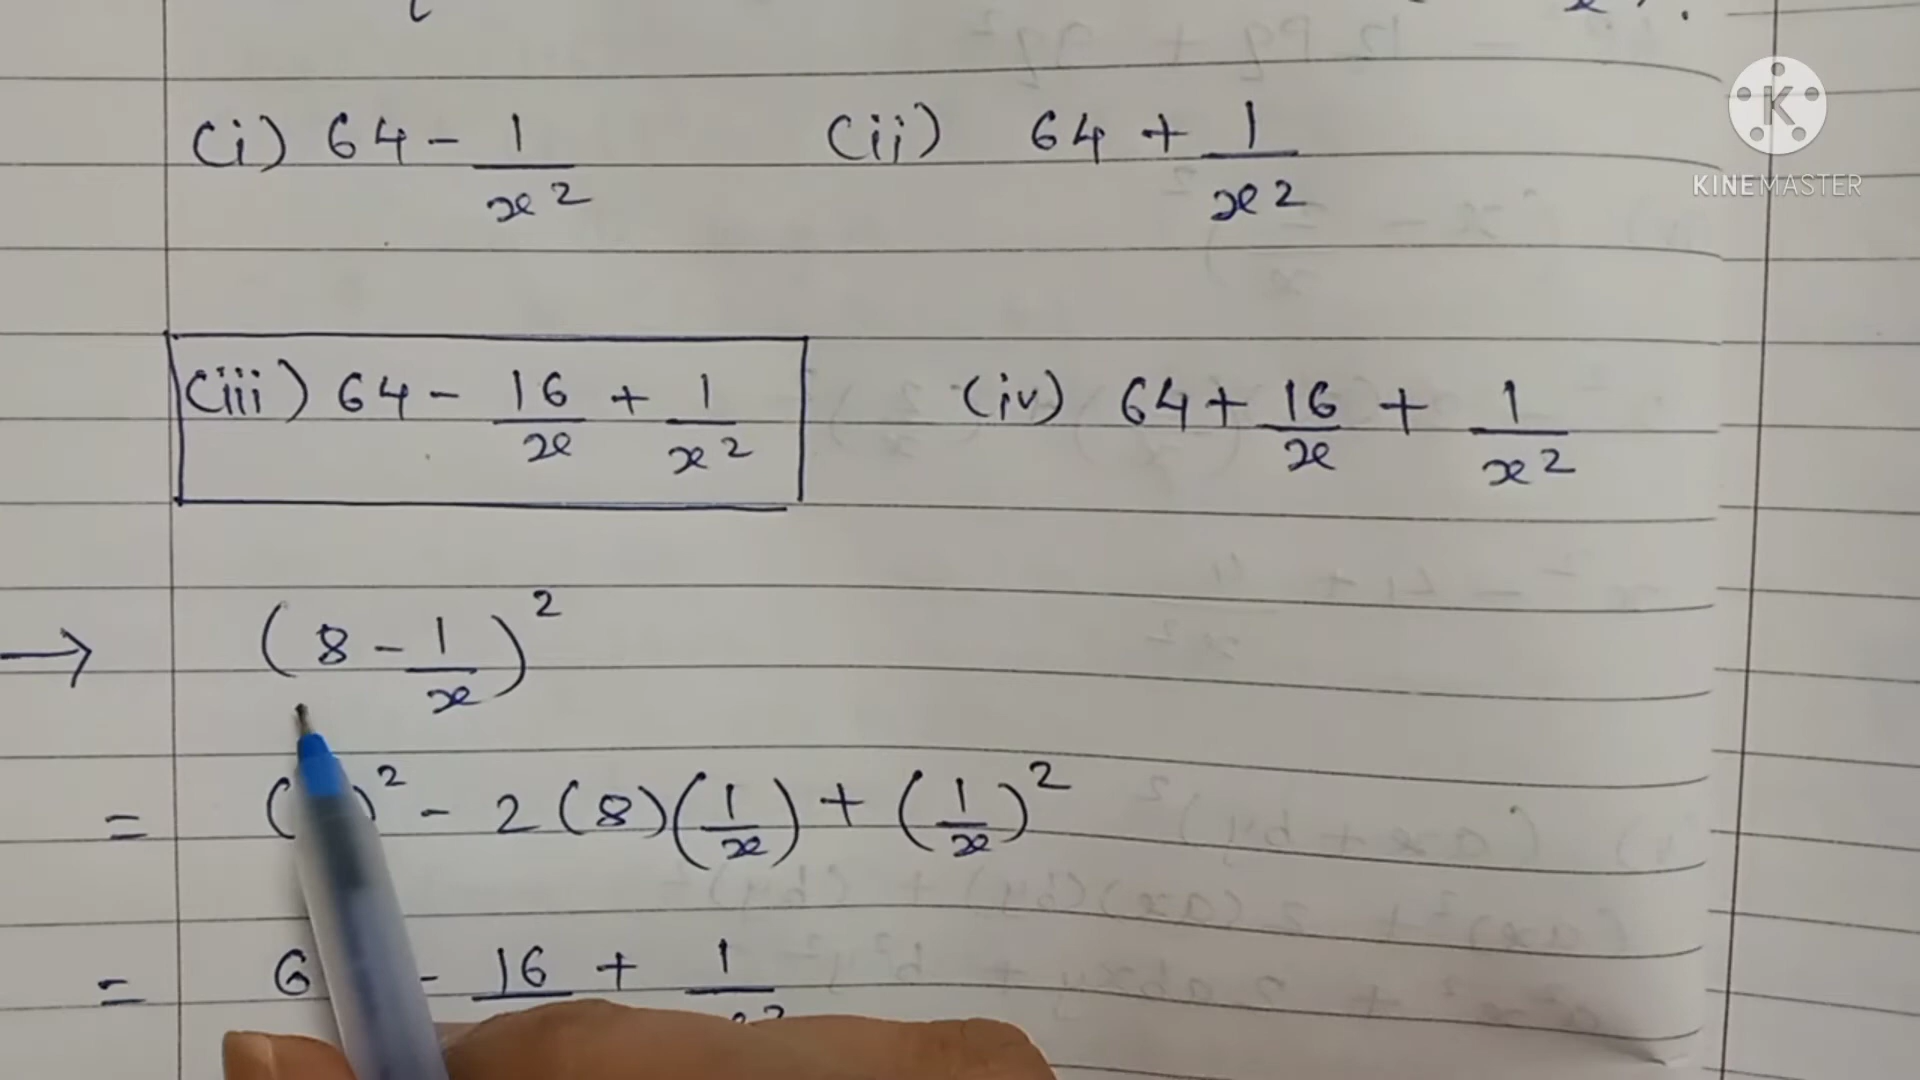 (i) 64 - 1/x² (ii) 64 + 1/x²
KINEMASTER
(iii) 64 - 16/x + 1/x² (iv) 64 + 16/x + 1/x²
→ (8 - 1/x)²
= ( )² - 2(8)(1/x) + (1/x)²
= 6 - 16 + 1/x²